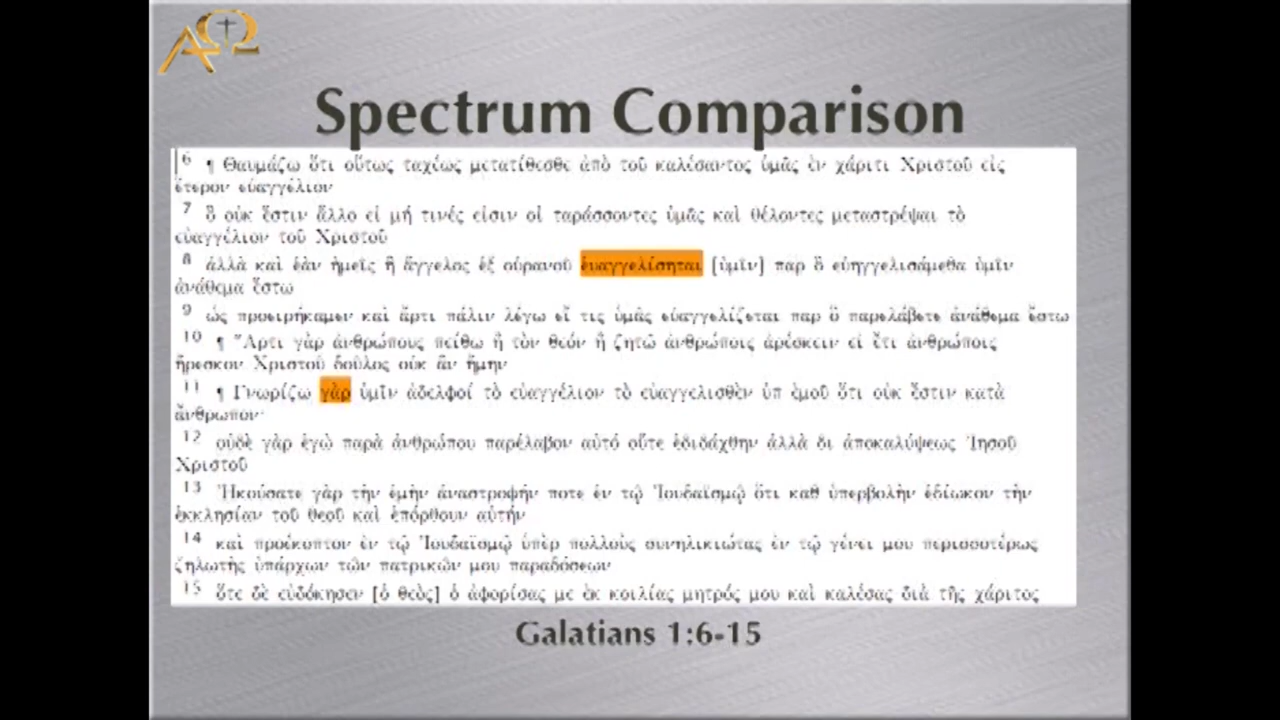 ΑΩ
Spectrum Comparison
6 ¶ Θαυμάζω ὅτι οὕτως ταχέως μετατίθεσθε ἀπὸ τοῦ καλέσαντος ὑμᾶς ἐν χάριτι Χριστοῦ εἰς
ἕτερον εὐαγγέλιον
7 ὃ οὐκ ἔστιν ἄλλο εἰ μή τινές εἰσιν οἱ ταράσσοντες ὑμᾶς καὶ θέλοντες μεταστρέψαι τὸ
εὐαγγέλιον τοῦ Χριστοῦ
8 ἀλλὰ καὶ ἐὰν ἡμεῖς ἢ ἄγγελος ἐξ οὐρανοῦ εὐαγγελίσηται [ὑμῖν] παρ ὃ εὐηγγελισάμεθα ὑμῖν
ἀνάθεμα ἔστω
9 ὡς προειρήκαμεν καὶ ἄρτι πάλιν λέγω εἴ τις ὑμᾶς εὐαγγελίζεται παρ ὃ παρελάβετε ἀνάθεμα ἔστω
10 ¶ Ἄρτι γὰρ ἀνθρώπους πείθω ἢ τὸν θεόν ἢ ζητῶ ἀνθρώποις ἀρέσκειν εἰ ἔτι ἀνθρώποις
ἤρεσκον Χριστοῦ δοῦλος οὐκ ἂν ἤμην
11 ¶ Γνωρίζω γὰρ ὑμῖν ἀδελφοί τὸ εὐαγγέλιον τὸ εὐαγγελισθὲν ὑπ ἐμοῦ ὅτι οὐκ ἔστιν κατὰ
ἄνθρωπον·
12 οὐδὲ γὰρ ἐγὼ παρὰ ἀνθρώπου παρέλαβον αὐτό οὔτε ἐδιδάχθην ἀλλὰ δι ἀποκαλύψεως Ἰησοῦ
Χριστοῦ
13 Ἠκούσατε γὰρ τὴν ἐμὴν ἀναστροφήν ποτε ἐν τῷ Ἰουδαϊσμῷ ὅτι καθ ὑπερβολὴν ἐδίωκον τὴν
ἐκκλησίαν τοῦ θεοῦ καὶ ἐπόρθουν αὐτήν
14 καὶ προέκοπτον ἐν τῷ Ἰουδαϊσμῷ ὑπὲρ πολλοὺς συνηλικιώτας ἐν τῷ γένει μου περισσοτέρως
ζηλωτὴς ὑπάρχων τῶν πατρικῶν μου παραδόσεων
15 ὅτε δὲ εὐδόκησεν [ὁ θεὸς] ὁ ἀφορίσας με ἐκ κοιλίας μητρός μου καὶ καλέσας διὰ τῆς χάριτος
Galatians 1:6-15